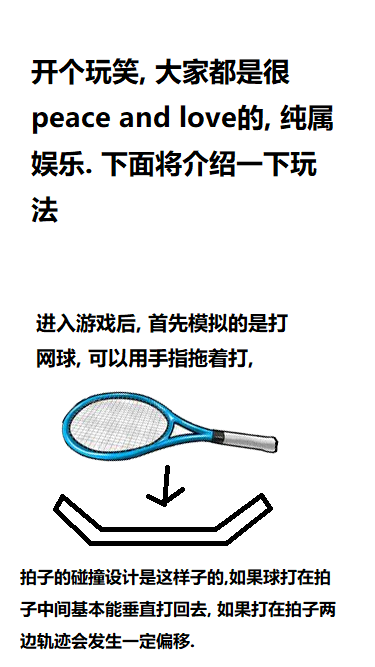 开个玩笑, 大家都是很
peace and love的, 纯属
娱乐. 下面将介绍一下玩
法
进入游戏后, 首先模拟的是打
网球, 可以用手指拖着打,
拍子的碰撞设计是这样子的,如果球打在拍
子中间基本能垂直打回去, 如果打在拍子两
边轨迹会发生一定偏移.